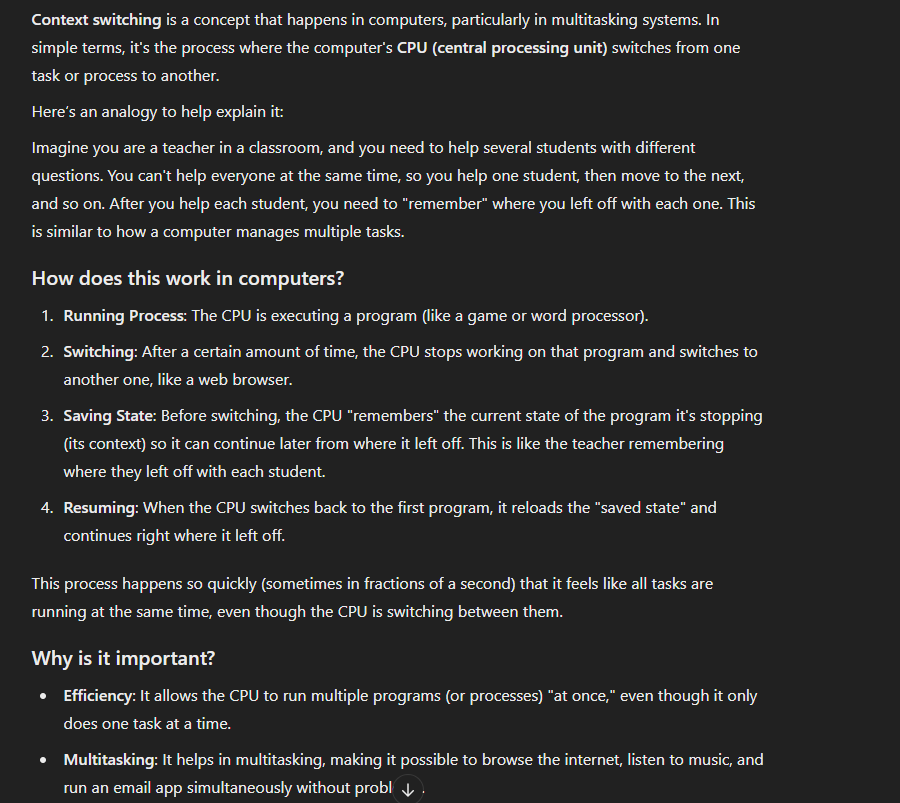 Context switching is a concept that happens in computers, particularly in multitasking systems. In
simple terms, it's the process where the computer's CPU (central processing unit) switches from one
task or process to another.
Here's an analogy to help explain it:
Imagine you are a teacher in a classroom, and you need to help several students with different
questions. You can't help everyone at the same time, so you help one student, then move to the next,
and so on. After you help each student, you need to "remember" where you left off with each one. This
is similar to how a computer manages multiple tasks.
How does this work in computers?
1. Running Process: The CPU is executing a program (like a game or word processor).
2. Switching: After a certain amount of time, the CPU stops working on that program and switches to
another one, like a web browser.
3. Saving State: Before switching, the CPU "remembers" the current state of the program it's stopping
(its context) so it can continue later from where it left off. This is like the teacher remembering
where they left off with each student.
4. Resuming: When the CPU switches back to the first program, it reloads the "saved state" and
continues right where it left off.
This process happens so quickly (sometimes in fractions of a second) that it feels like all tasks are
running at the same time, even though the CPU is switching between them.
Why is it important?
• Efficiency: It allows the CPU to run multiple programs (or processes) "at once," even though it only
does one task at a time.
• Multitasking: It helps in multitasking, making it possible to browse the internet, listen to music, and
run an email app simultaneously without